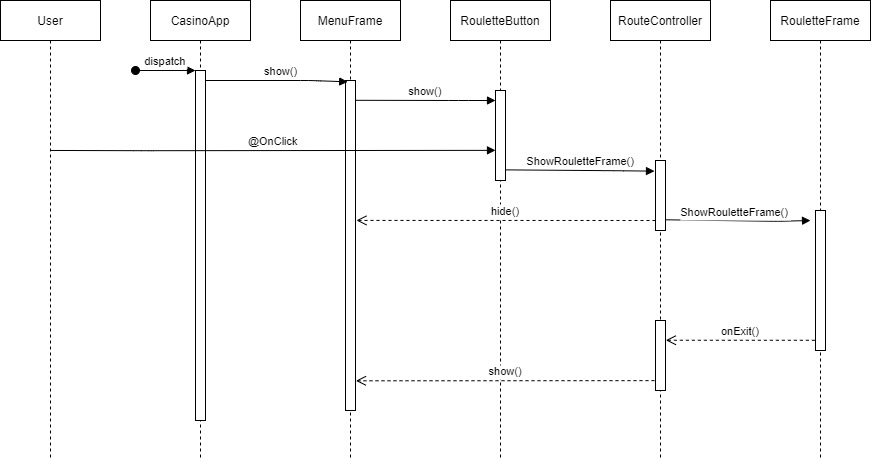 User
CasinoApp
MenuFrame
RouletteButton
RouteController
RouletteFrame
dispatch
show()
show()
@OnClick
ShowRouletteFrame()
hide()
ShowRouletteFrame()
onExit()
show()